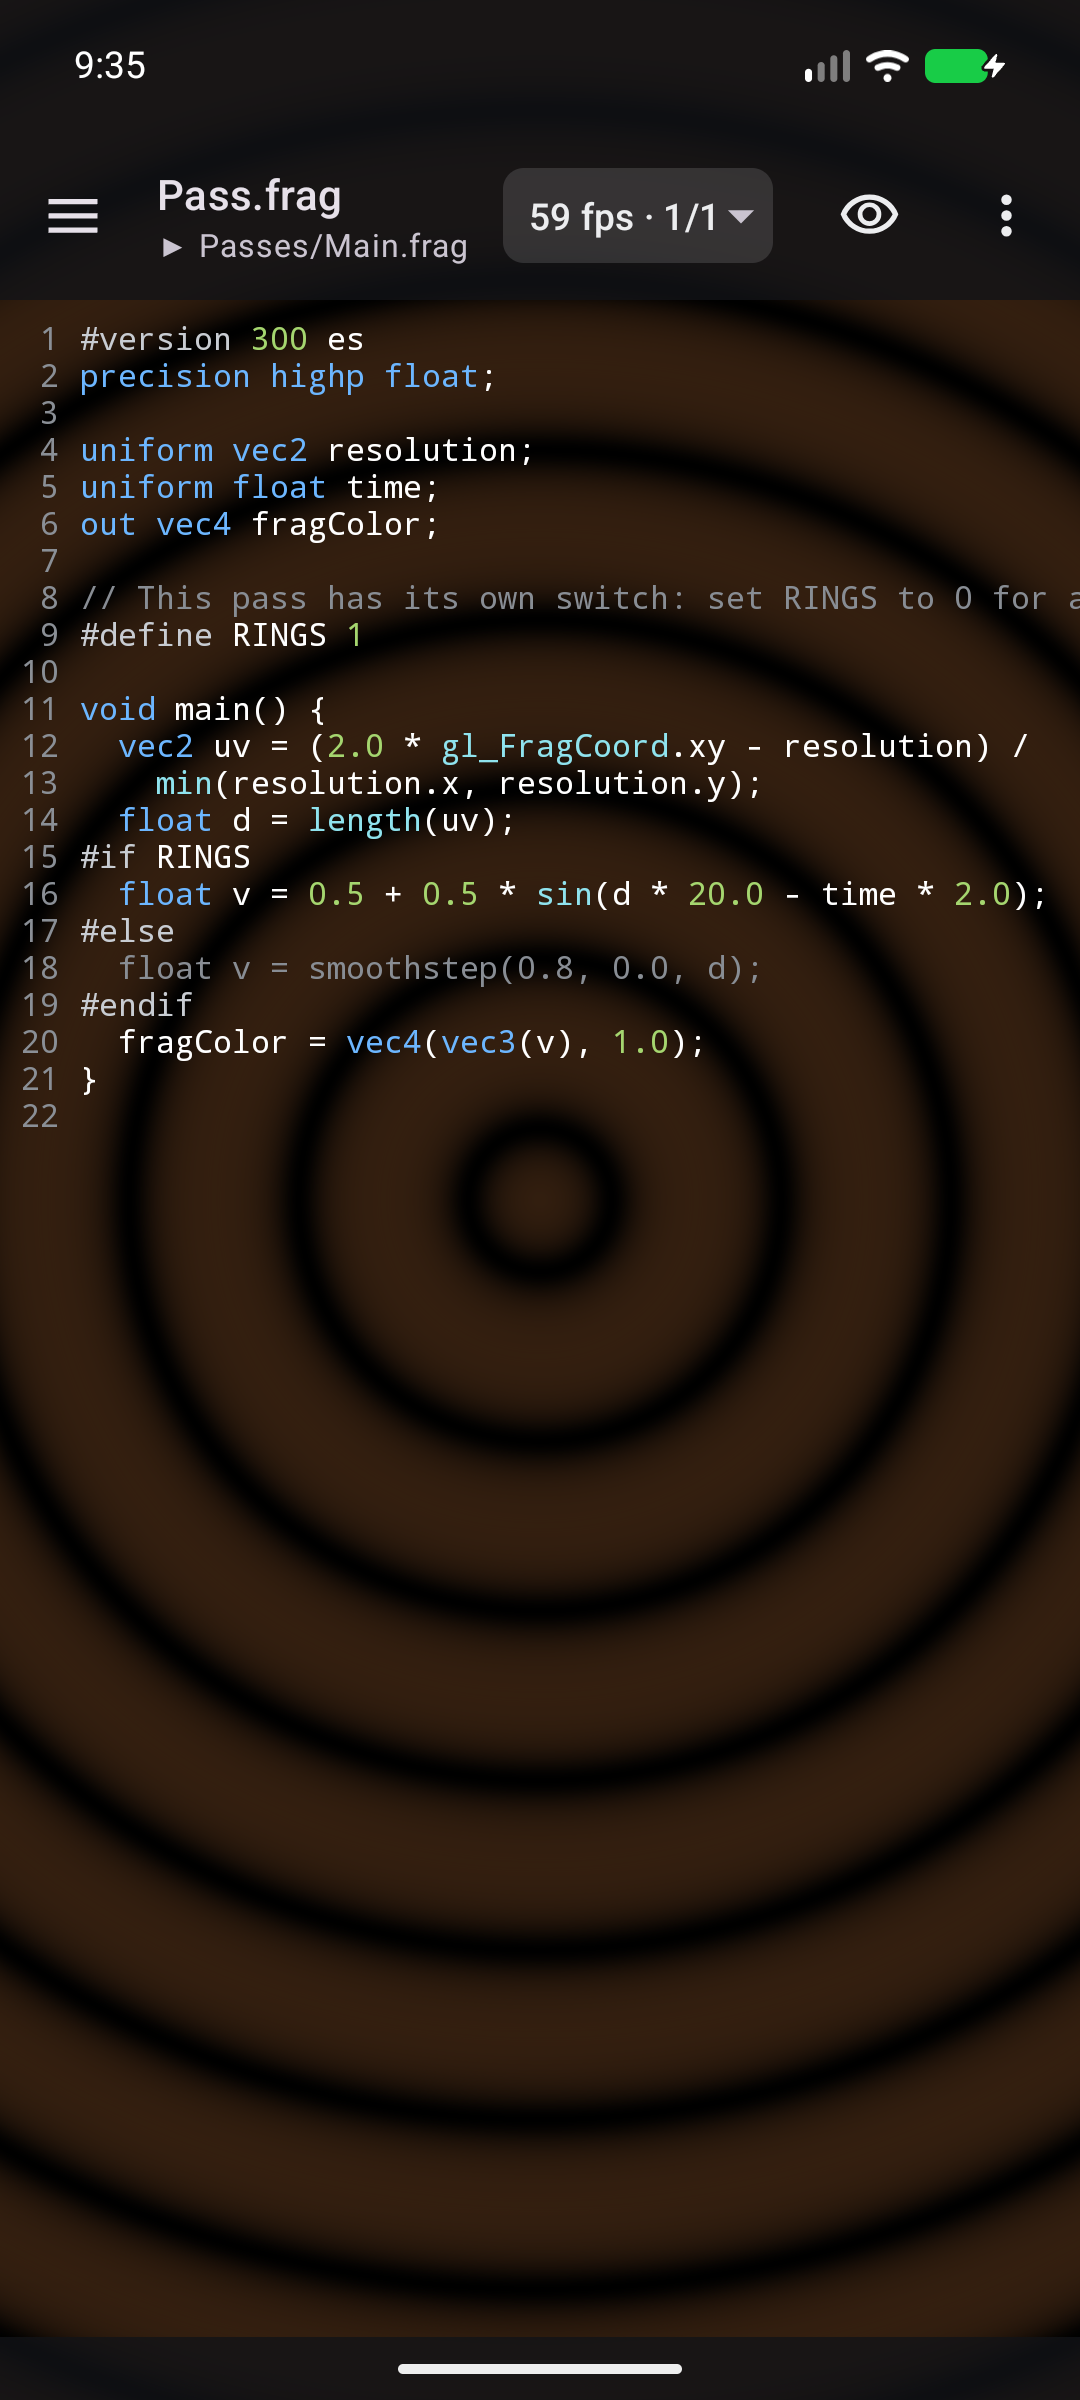 9:35
Pass.frag
► Passes/Main.frag
59 fps · 1/1
1 #version 300 es
2 precision highp float;
3
4 uniform vec2 resolution;
5 uniform float time;
6 out vec4 fragColor;
7
8 // This pass has its own switch: set RINGS to 0 for a
9 #define RINGS 1
10
11 void main() {
12   vec2 uv = (2.0 * gl_FragCoord.xy - resolution) /
13     min(resolution.x, resolution.y);
14   float d = length(uv);
15 #if RINGS
16   float v = 0.5 + 0.5 * sin(d * 20.0 - time * 2.0);
17 #else
18   float v = smoothstep(0.8, 0.0, d);
19 #endif
20   fragColor = vec4(vec3(v), 1.0);
21 }
22